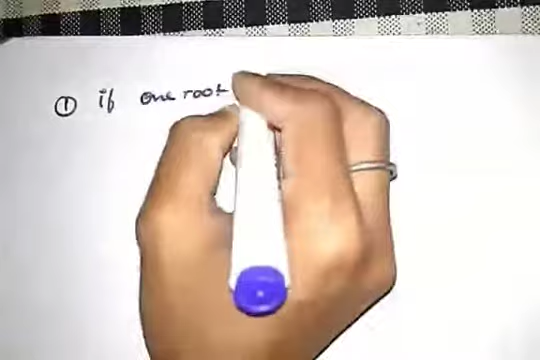 ① if one root